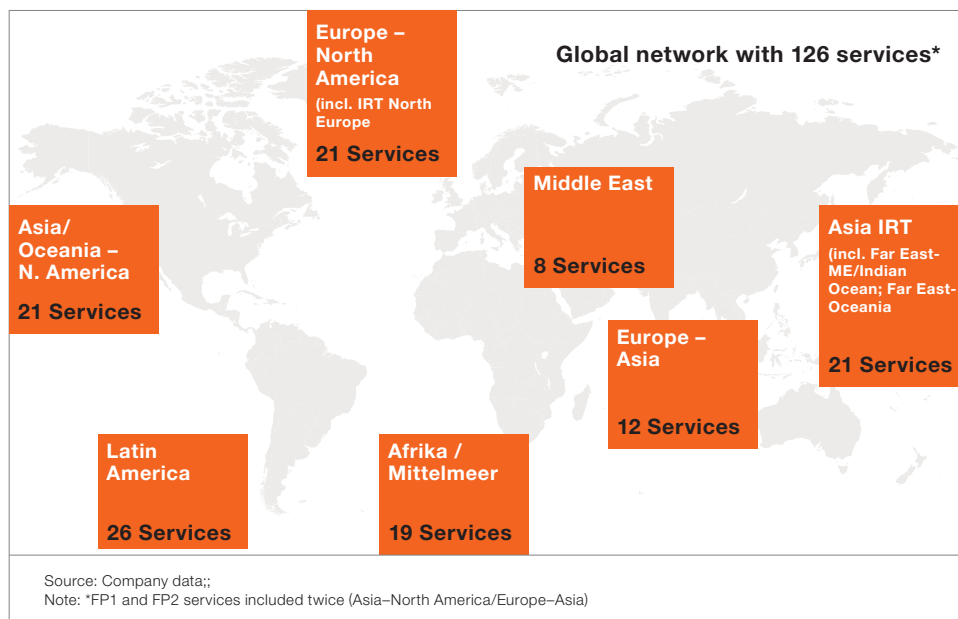 Global network with 126 services*
Europe –
North
America
(incl. IRT North
Europe
21 Services
Middle East
8 Services
Asia/
Oceania –
N. America
21 Services
Asia IRT
(incl. Far East-
ME/Indian
Ocean; Far East-
Oceania
21 Services
Europe –
Asia
12 Services
Latin
America
26 Services
Afrika /
Mittelmeer
19 Services
Source: Company data;;
Note: *FP1 and FP2 services included twice (Asia–North America/Europe–Asia)